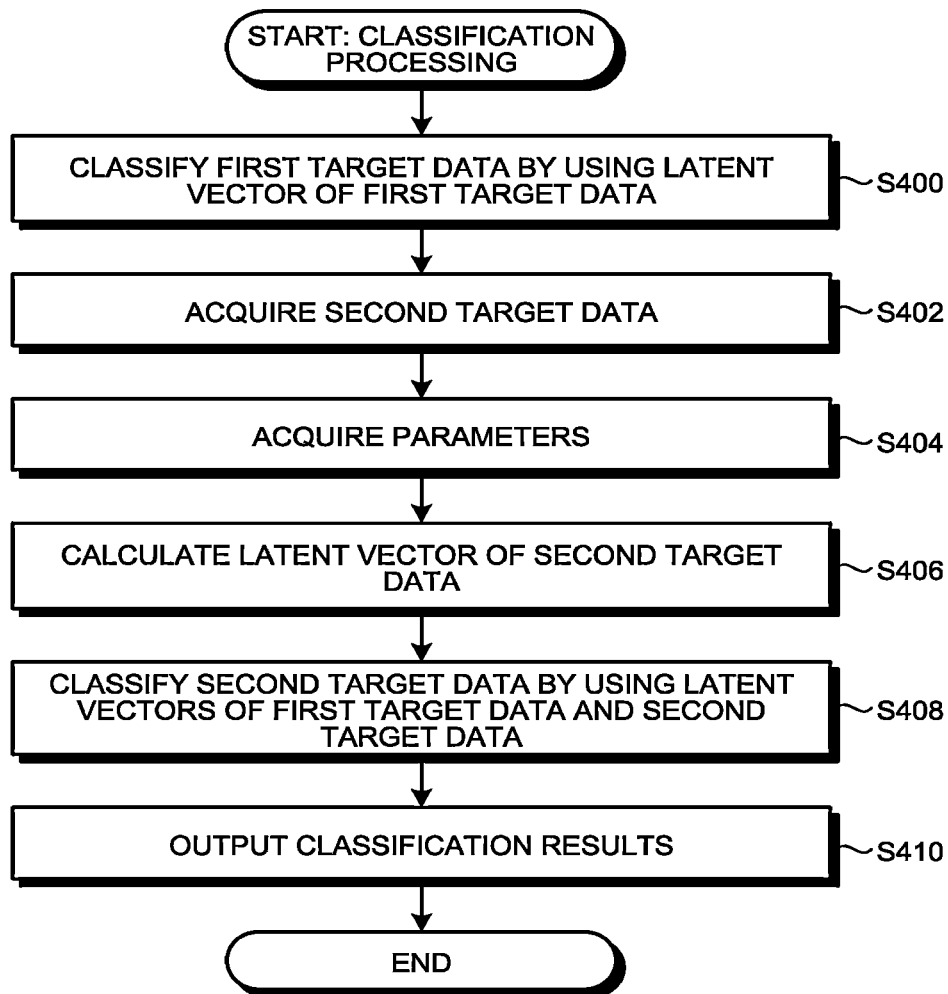 START: CLASSIFICATION
PROCESSING
CLASSIFY FIRST TARGET DATA BY USING LATENT
VECTOR OF FIRST TARGET DATA
S400
ACQUIRE SECOND TARGET DATA
S402
ACQUIRE PARAMETERS
S404
CALCULATE LATENT VECTOR OF SECOND TARGET
DATA
S406
CLASSIFY SECOND TARGET DATA BY USING LATENT
VECTORS OF FIRST TARGET DATA AND SECOND
TARGET DATA
S408
OUTPUT CLASSIFICATION RESULTS
S410
END